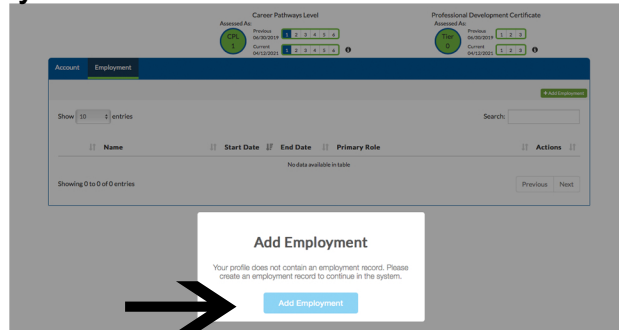 Career Pathways Level
Professional Development Certificate
Assessed As:
CPL
1
Previous
06/30/2019
1 2 3 4 5 6
Current
04/12/2021
1 2 3 4 5 6
Assessed As:
Tier
0
Previous
06/30/2019
1 2 3
Current
04/12/2021
1 2 3
Account Employment
+ Add Employment
Show 10 entries
Search:
Name Start Date End Date Primary Role Actions
No data available in table
Showing 0 to 0 of 0 entries
Previous Next
Add Employment
Your profile does not contain an employment record. Please
create an employment record to continue in the system.
Add Employment